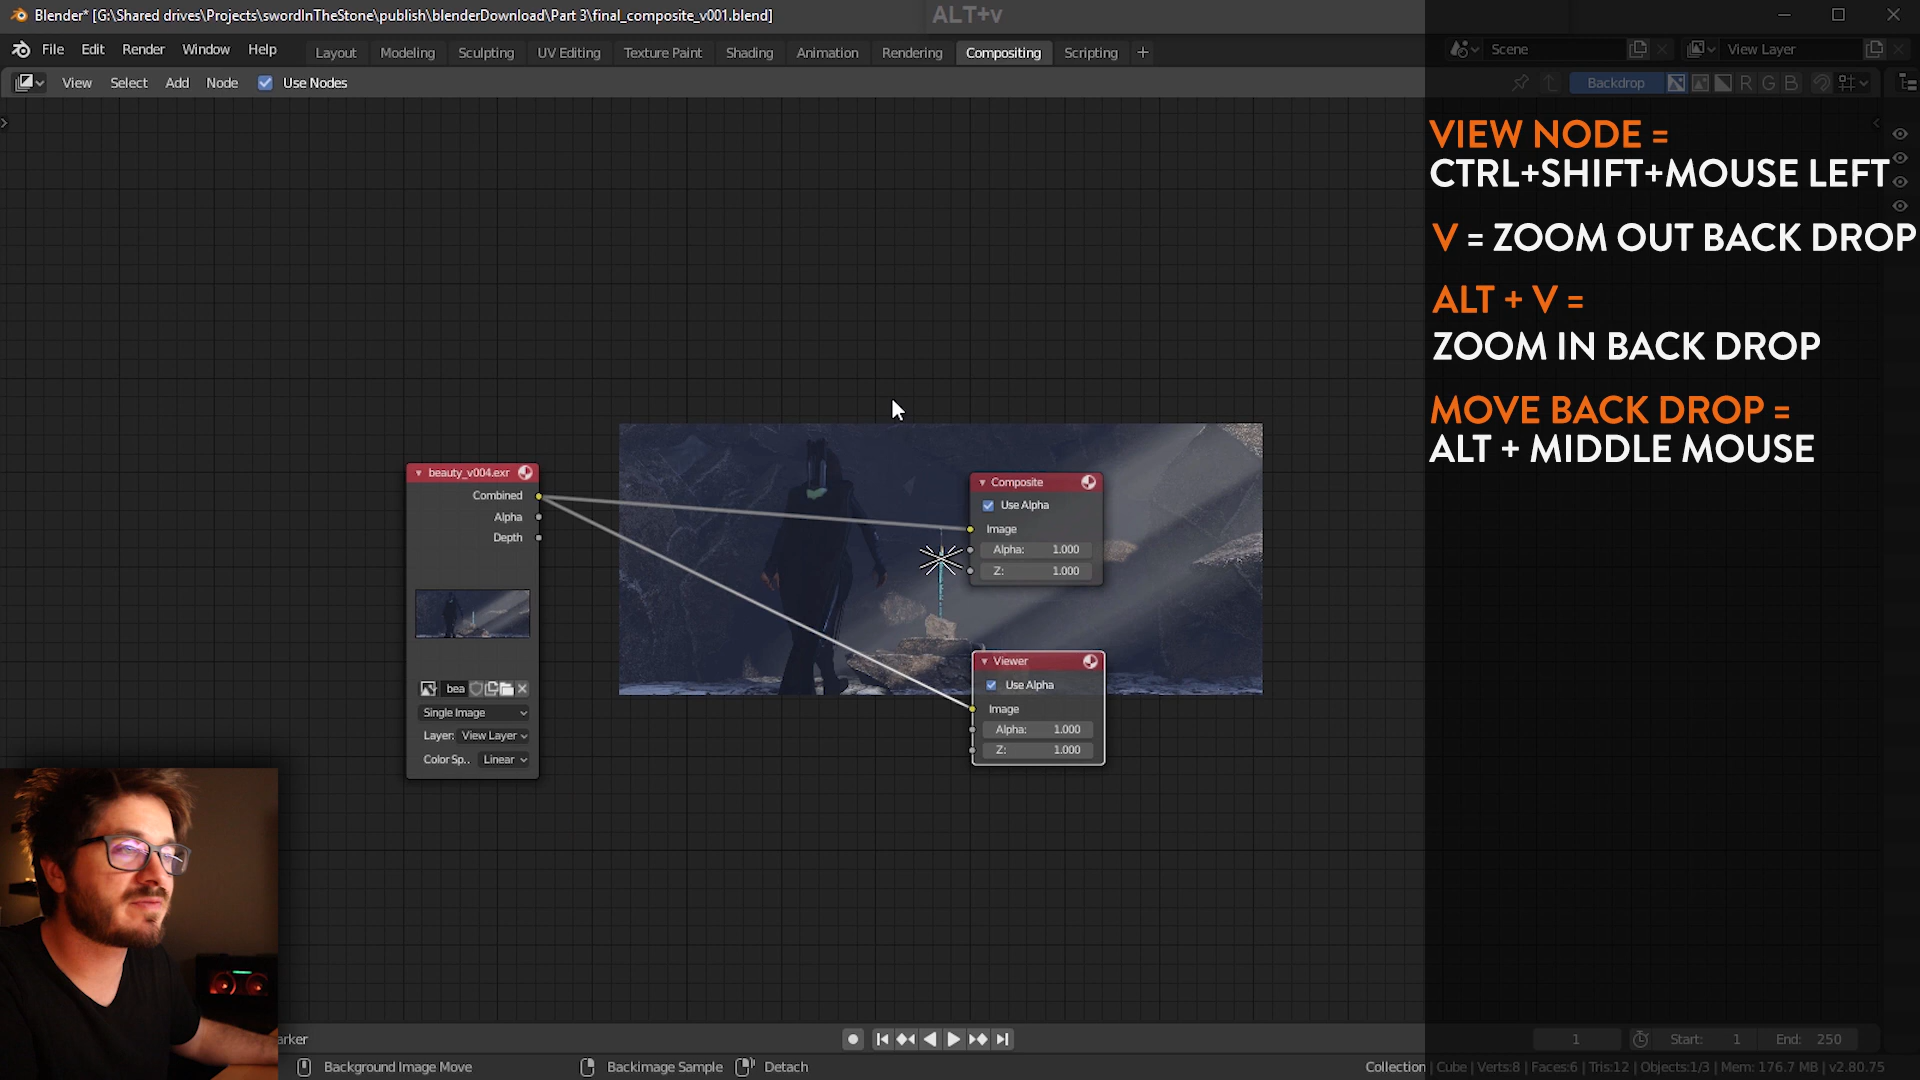 Blender* [G:\Shared drives\Projects\swordInTheStone\publish\blenderDownload\Part 3\final_composite_v001.blend]
ALT+v
File Edit Render Window Help
Layout Modeling Sculpting UV Editing Texture Paint Shading Animation Rendering Compositing Scripting +
Scene
View Layer
View Select Add Node Use Nodes
Backdrop R G B
VIEW NODE =
CTRL+SHIFT+MOUSE LEFT
V = ZOOM OUT BACK DROP
ALT + V =
ZOOM IN BACK DROP
MOVE BACK DROP =
ALT + MIDDLE MOUSE
beauty_v004.exr
Combined
Alpha
Depth
bea
Single Image
Layer: View Layer
Color Sp.. Linear
Composite
Use Alpha
Image
Alpha: 1.000
Z: 1.000
Viewer
Use Alpha
Image
Alpha: 1.000
Z: 1.000
arker
1
Start: 1
End: 250
Background Image Move
Backimage Sample
Detach
Collection | Cube | Verts:8 | Faces:6 | Tris:12 | Objects:1/3 | Mem: 176.7 MB | v2.80.75